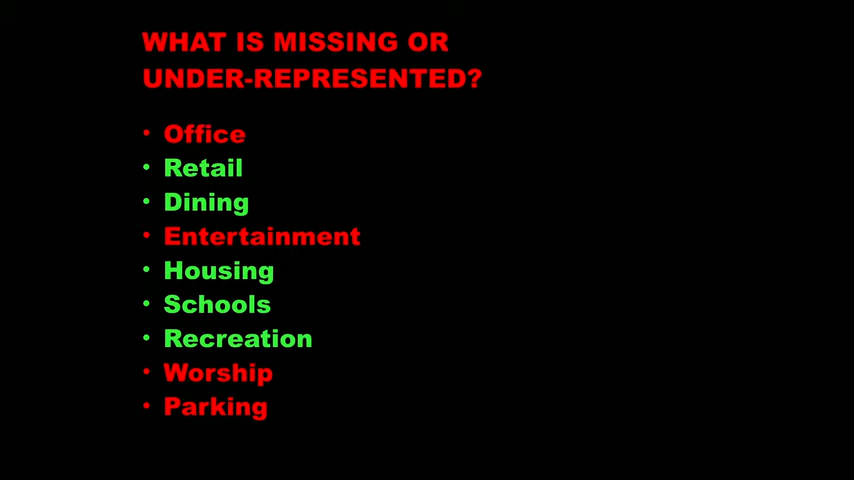 WHAT IS MISSING OR
UNDER-REPRESENTED?
• Office
• Retail
• Dining
• Entertainment
• Housing
• Schools
• Recreation
• Worship
• Parking